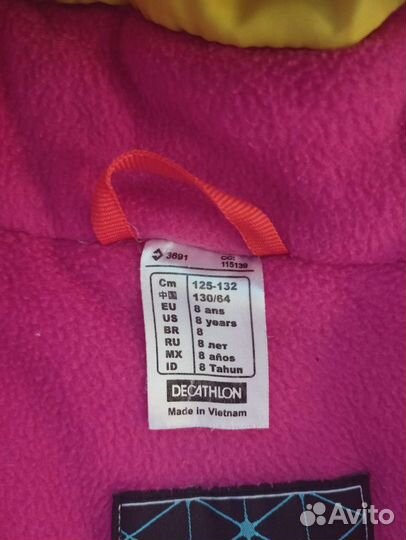 3691 CC: 115139
Cm 125-132
中国 130/64
EU 8 ans
US 8 years
BR 8
RU 8 лет
MX 8 años
ID 8 Tahun
DECATHLON
Made in Vietnam
Avito